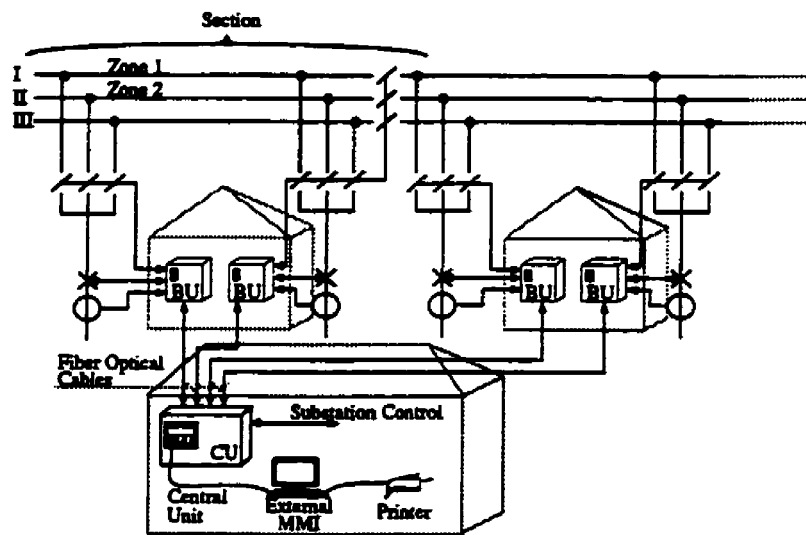 Section
I Zone 1
II Zone 2
III
BU BU BU BU
Fiber Optical
Cables
Substation Control
CU
Central
Unit
External
MMI
Printer